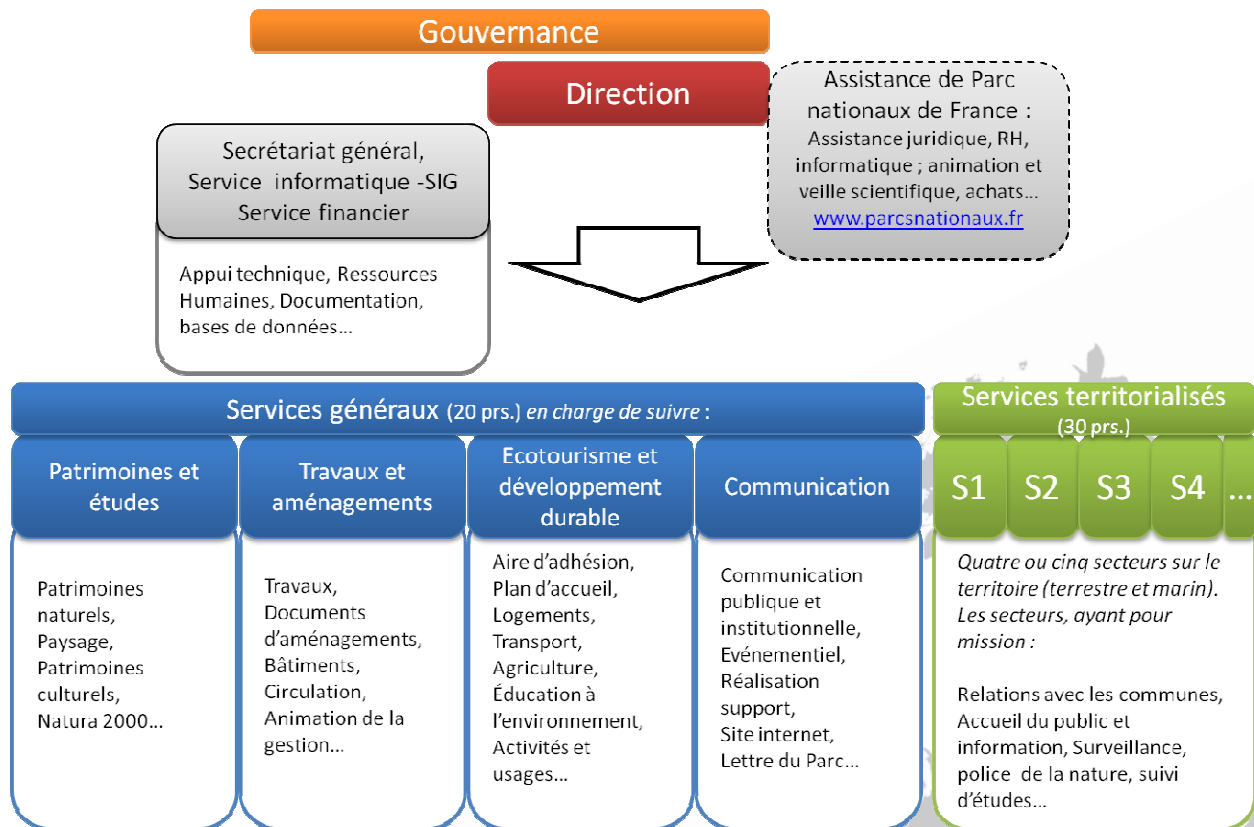 Gouvernance
Direction
Assistance de Parc
nationaux de France :
Assistance juridique, RH,
informatique ; animation et
veille scientifique, achats...
www.parcsnationaux.fr
Secrétariat général,
Service informatique -SIG
Service financier
Appui technique, Ressources
Humaines, Documentation,
bases de données...
Services généraux (20 prs.) en charge de suivre :
Patrimoines et
études
Patrimoines
naturels,
Paysage,
Patrimoines
culturels,
Natura 2000...
Travaux et
aménagements
Travaux,
Documents
d'aménagements,
Bâtiments,
Circulation,
Animation de la
gestion...
Ecotourisme et
développement
durable
Aire d'adhésion,
Plan d'accueil,
Logements,
Transport,
Agriculture,
Éducation à
l'environnement,
Activités et
usages...
Communication
Communication
publique et
institutionnelle,
Evénementiel,
Réalisation
support,
Site internet,
Lettre du Parc...
Services territorialisés
(30 prs.)
S1 S2 S3 S4 ...
Quatre ou cinq secteurs sur le
territoire (terrestre et marin).
Les secteurs, ayant pour
mission :
Relations avec les communes,
Accueil du public et
information, Surveillance,
police de la nature, suivi
d'études...